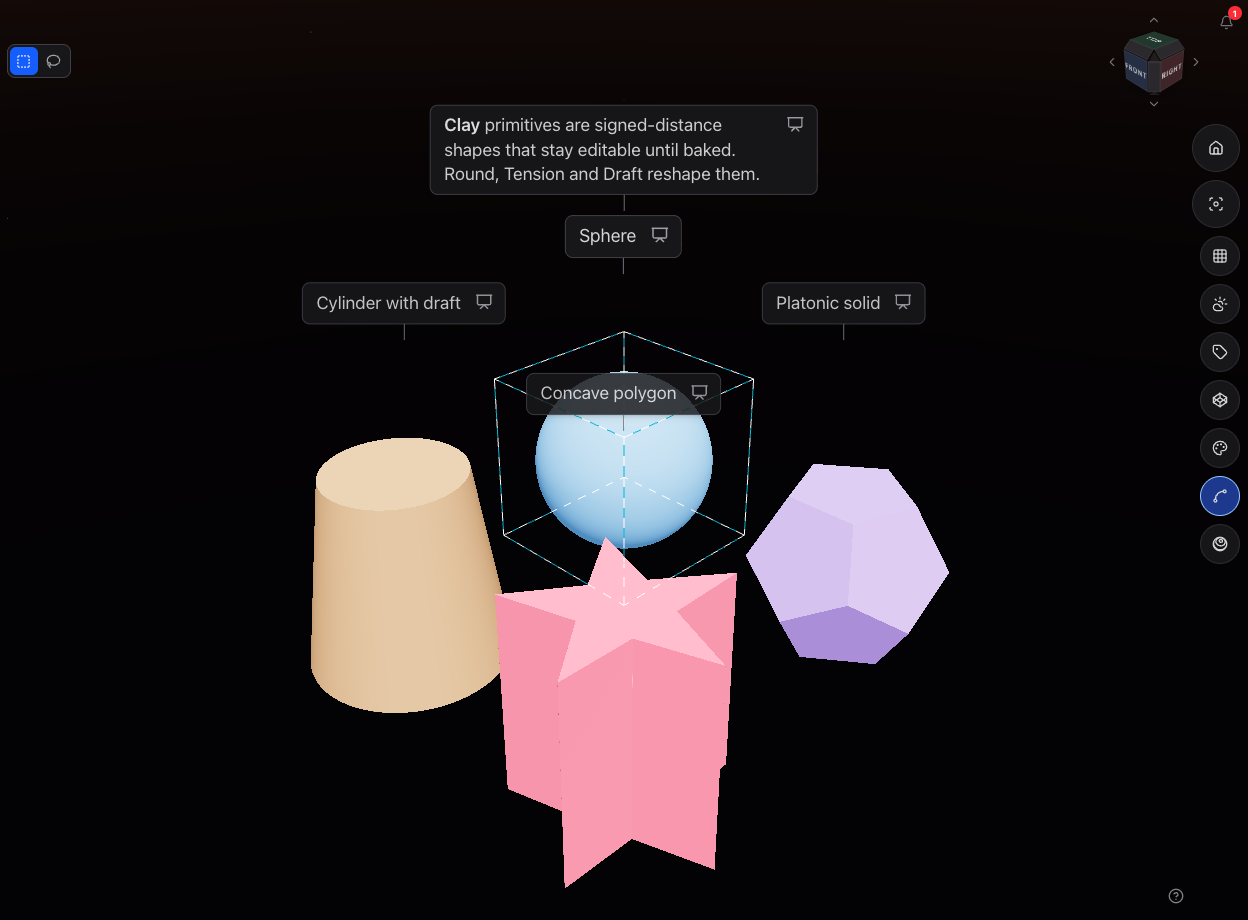 1
TOP
FRONT
RIGHT
Clay primitives are signed-distance
shapes that stay editable until baked.
Round, Tension and Draft reshape them.
Sphere
Cylinder with draft
Platonic solid
Concave polygon